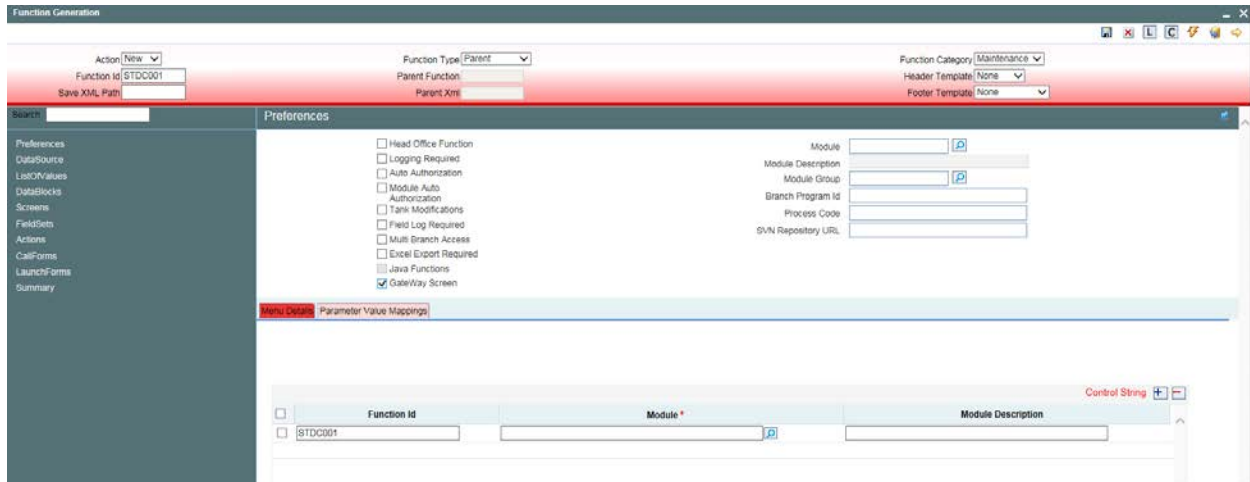 Function Generation
L C
Action New
Function Type Parent
Function Category Maintenance
Function Id STDC001
Parent Function
Header Template None
Save XML Path
Parent Xml
Footer Template None
Search
Preferences
Preferences
DataSource
ListOfValues
DataBlocks
Screens
FieldSets
Actions
CallForms
LaunchForms
Summary
Head Office Function
Logging Required
Auto Authorization
Module Auto
Authorization
Tank Modifications
Field Log Required
Multi Branch Access
Excel Export Required
Java Functions
GateWay Screen
Module
Module Description
Module Group
Branch Program Id
Process Code
SVN Repository URL
Menu Details Parameter Value Mappings
Control String
Function Id Module * Module Description
STDC001